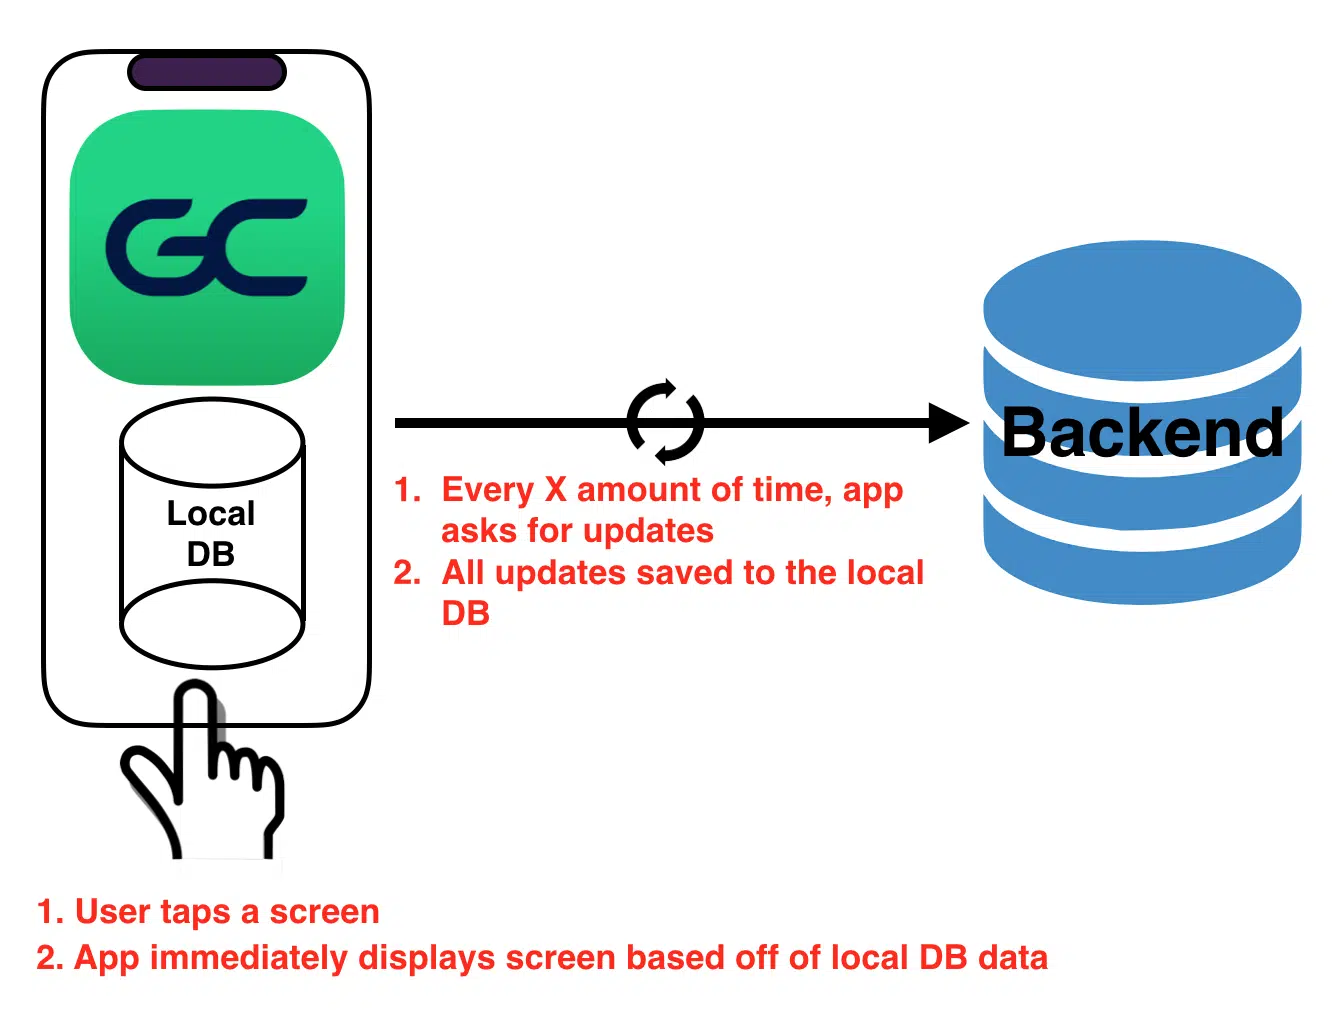 GC
Local
DB
1. Every X amount of time, app
asks for updates
2. All updates saved to the local
DB
Backend
1. User taps a screen
2. App immediately displays screen based off of local DB data